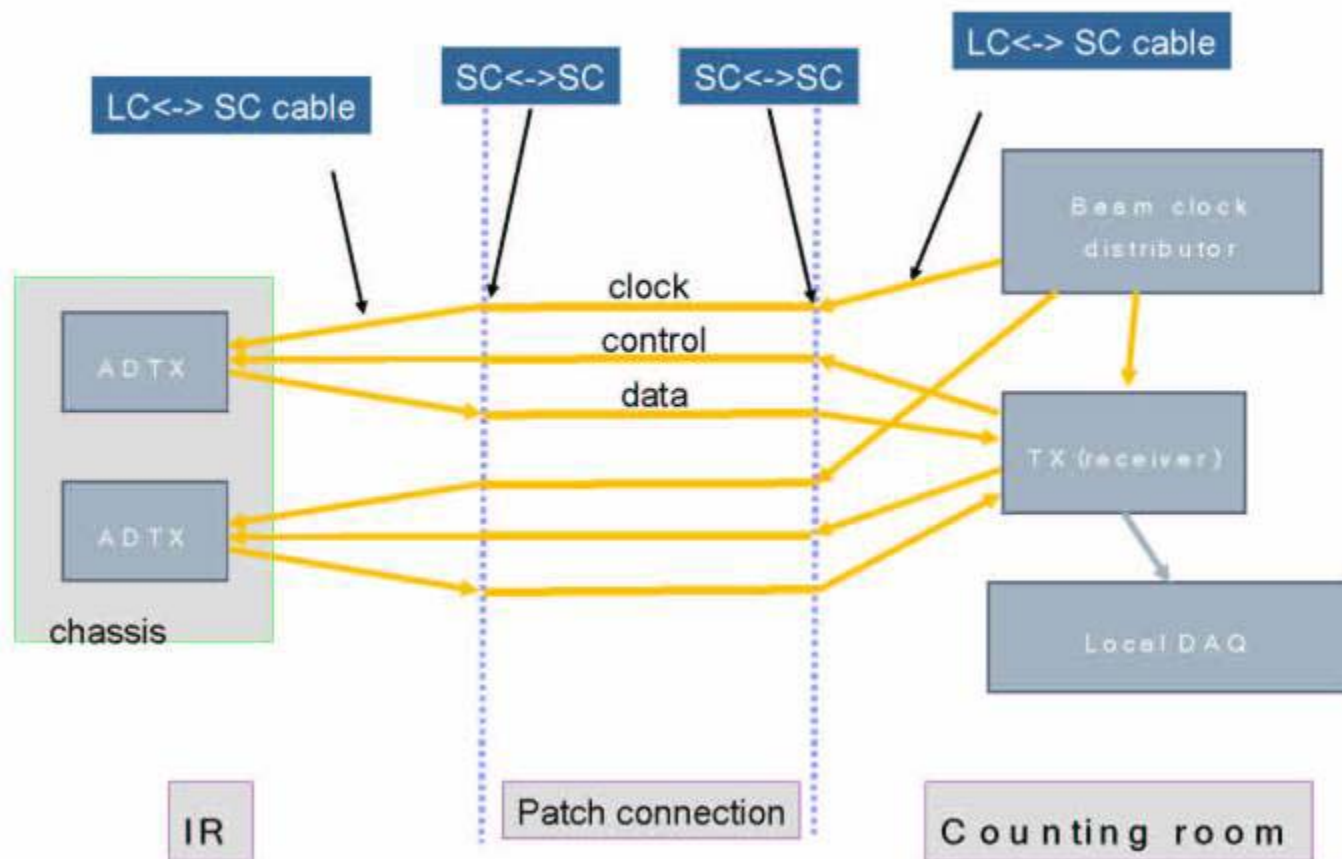 LC<-> SC cable
SC<->SC
SC<->SC
LC<-> SC cable
Beam clock
distributor
clock
control
data
ADTX
TX (receiver)
ADTX
chassis
Local DAQ
IR
Patch connection
Counting room